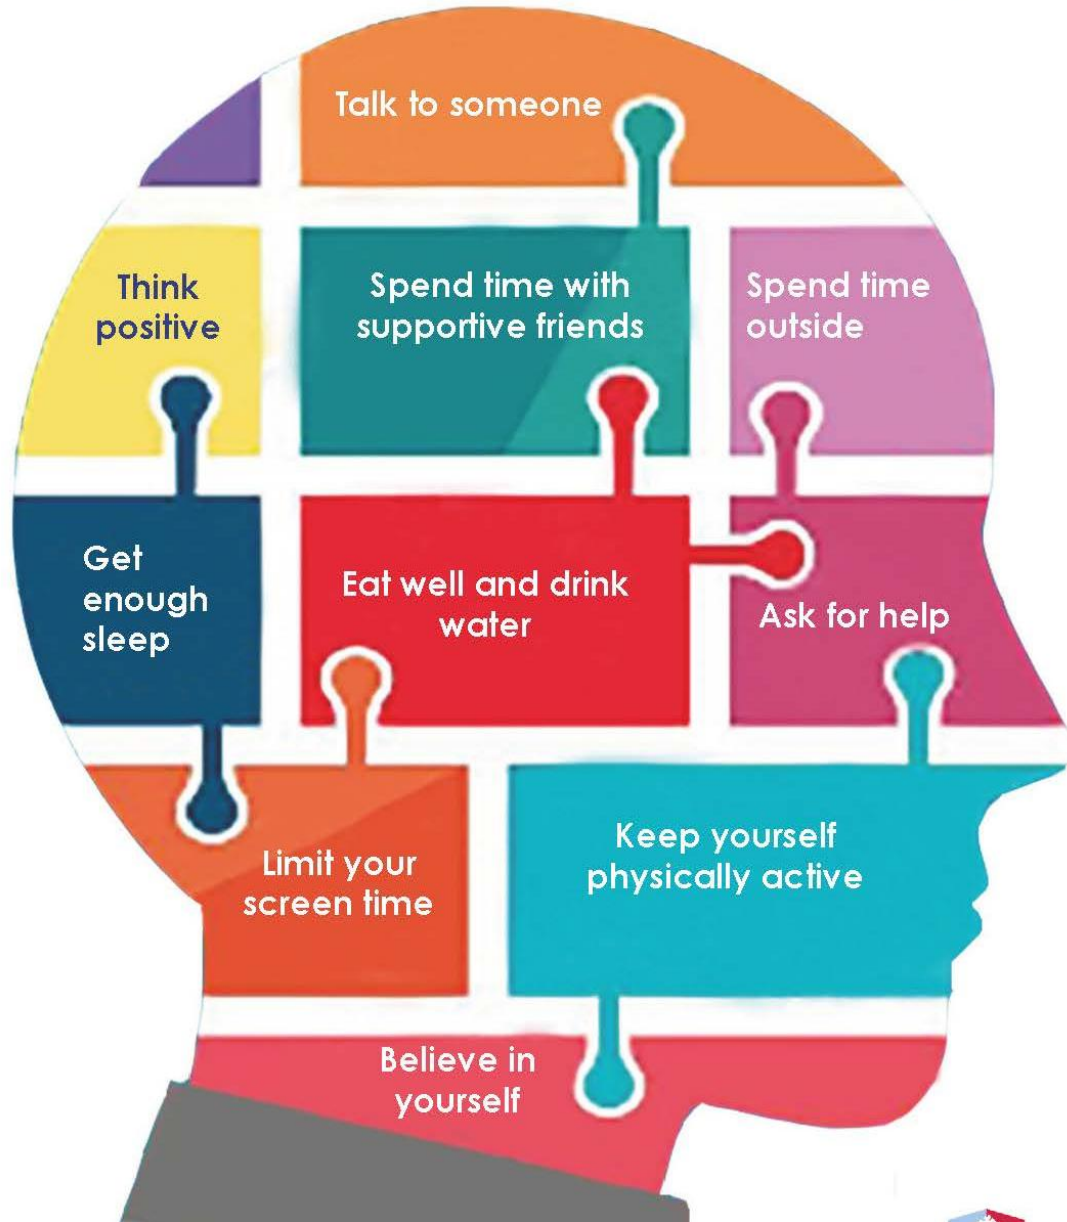 Talk to someone
Think
positive
Spend time with
supportive friends
Spend time
outside
Get
enough
sleep
Eat well and drink
water
Ask for help
Limit your
screen time
Keep yourself
physically active
Believe in
yourself